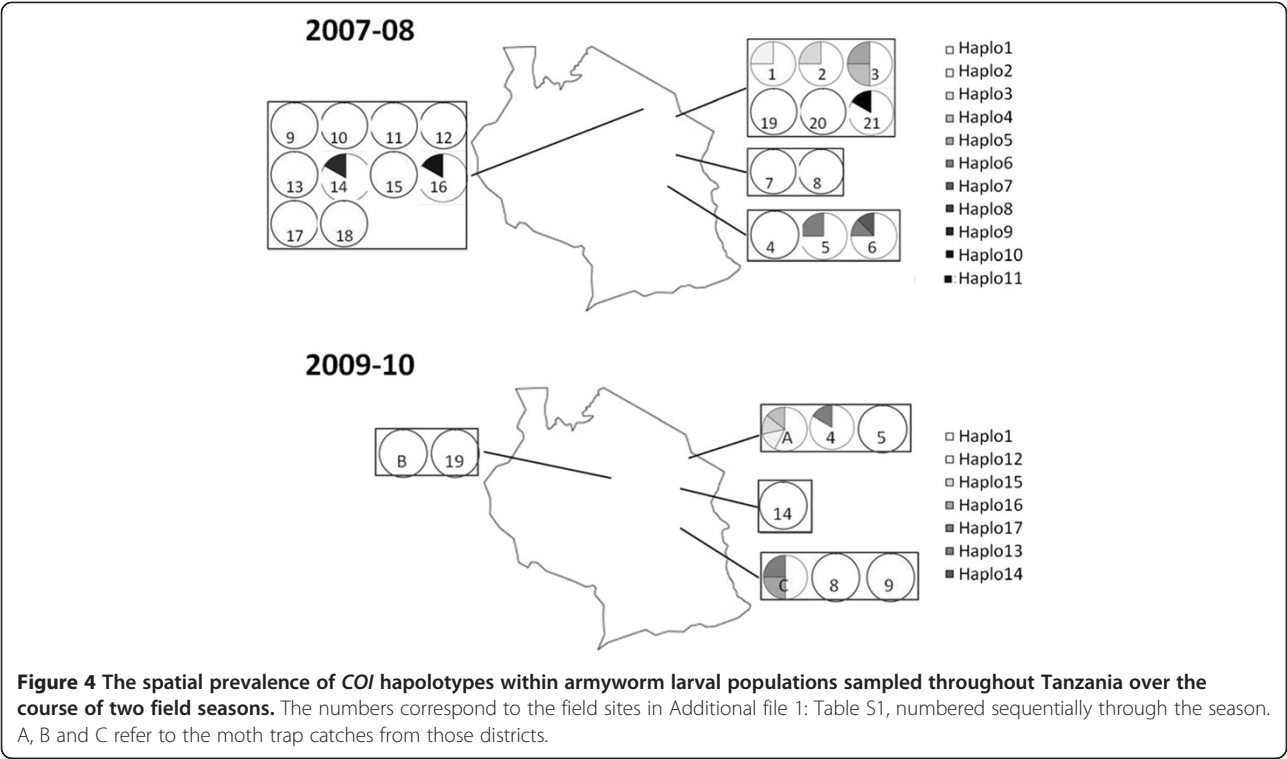 2007-08
1 2 3
19 20 21
9 10 11 12
13 14 15 16
17 18
7 8
4 5 6
Haplo1
Haplo2
Haplo3
Haplo4
Haplo5
Haplo6
Haplo7
Haplo8
Haplo9
Haplo10
Haplo11
2009-10
B 19
A 4 5
14
C 8 9
Haplo1
Haplo12
Haplo15
Haplo16
Haplo17
Haplo13
Haplo14
Figure 4 The spatial prevalence of COI hapolotypes within armyworm larval populations sampled throughout Tanzania over the
course of two field seasons. The numbers correspond to the field sites in Additional file 1: Table S1, numbered sequentially through the season.
A, B and C refer to the moth trap catches from those districts.